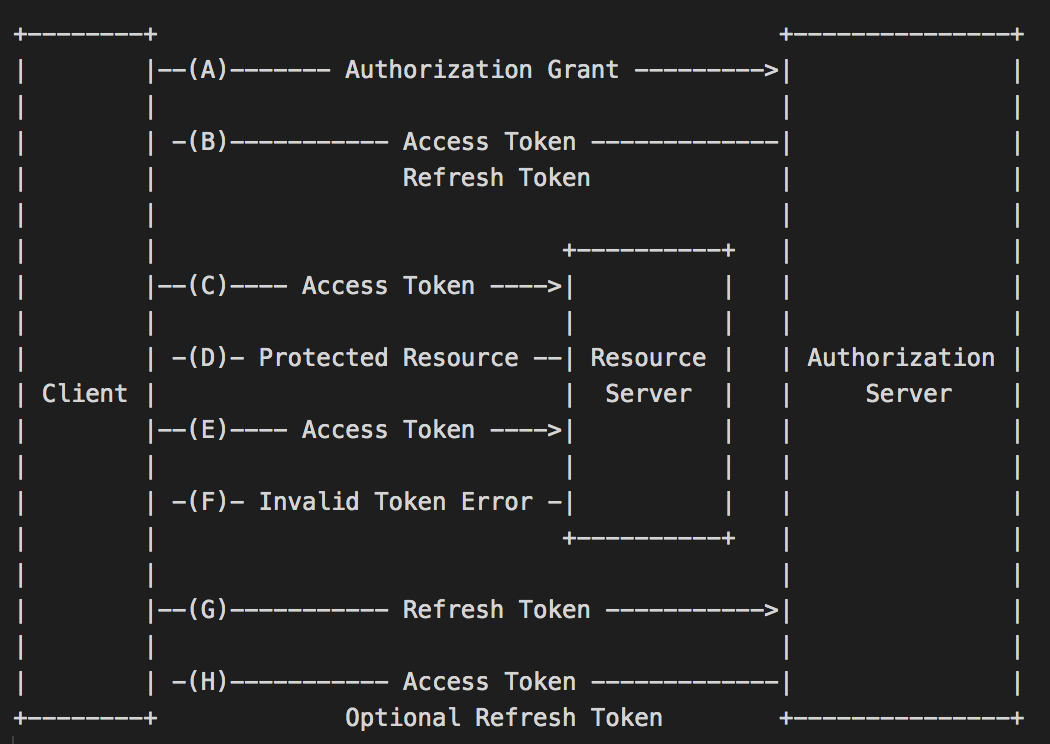 +--------+                                           +---------------+
|        |--(A)------- Authorization Grant --------->|               |
|        |                                           |               |
|        | -(B)----------- Access Token -------------|               |
|        |                 Refresh Token             |               |
|        |                                           |               |
|        |                            +----------+   |               |
|        |--(C)---- Access Token ---->|          |   |               |
|        |                            |          |   |               |
|        | -(D)- Protected Resource --| Resource |   | Authorization |
| Client |                            |  Server  |   |     Server    |
|        |--(E)---- Access Token ---->|          |   |               |
|        |                            |          |   |               |
|        | -(F)- Invalid Token Error -|          |   |               |
|        |                            +----------+   |               |
|        |                                           |               |
|        |--(G)----------- Refresh Token ----------->|               |
|        |                                           |               |
|        | -(H)----------- Access Token -------------|               |
+--------+             Optional Refresh Token        +---------------+